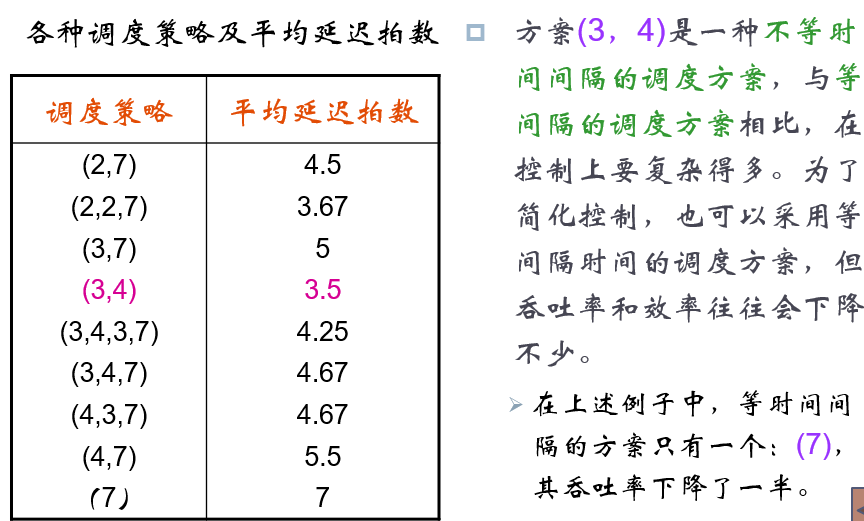 各种调度策略及平均延迟拍数
调度策略 平均延迟拍数
(2,7) 4.5
(2,2,7) 3.67
(3,7) 5
(3,4) 3.5
(3,4,3,7) 4.25
(3,4,7) 4.67
(4,3,7) 4.67
(4,7) 5.5
(7) 7
方案(3，4)是一种不等时
间间隔的调度方案，与等
间隔的调度方案相比，在
控制上要复杂得多。为了
简化控制，也可以采用等
间隔时间的调度方案，但
吞吐率和效率往往会下降
不少。
在上述例子中，等时间间
隔的方案只有一个：(7)，
其吞吐率下降了一半。